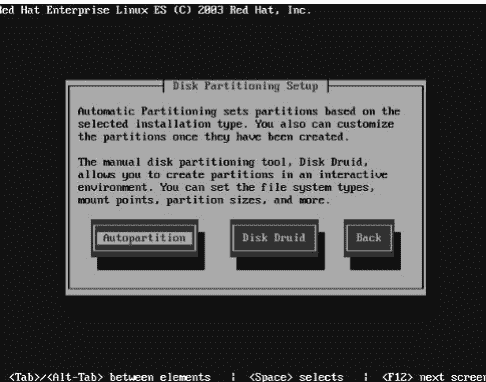 Red Hat Enterprise Linux ES (C) 2003 Red Hat, Inc.
Disk Partitioning Setup
Automatic Partitioning sets partitions based on the
selected installation type. You also can customize
the partitions once they have been created.
The manual disk partitioning tool, Disk Druid,
allows you to create partitions in an interactive
environment. You can set the file system types,
mount points, partition sizes, and more.
Autopartition Disk Druid Back
<Tab>/<Alt-Tab> between elements | <Space> selects | <F12> next screen